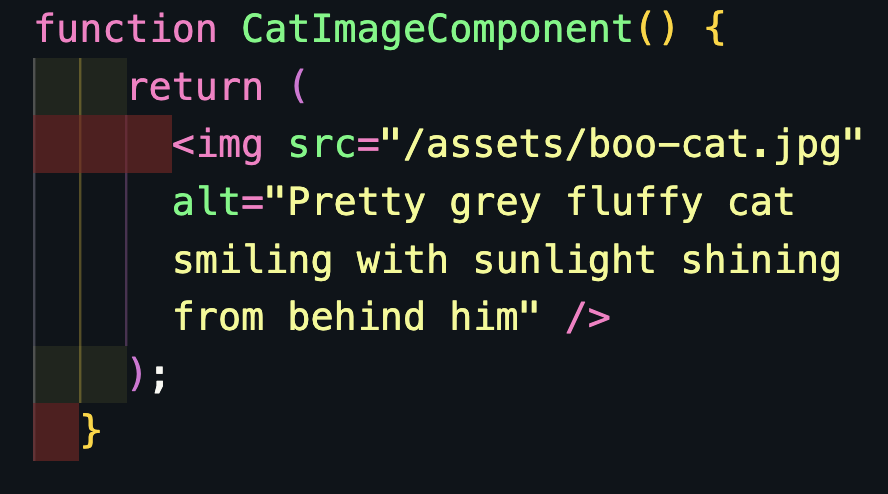 function CatImageComponent() {
return (
<img src="/assets/boo-cat.jpg"
alt="Pretty grey fluffy cat
smiling with sunlight shining
from behind him" />
);
}